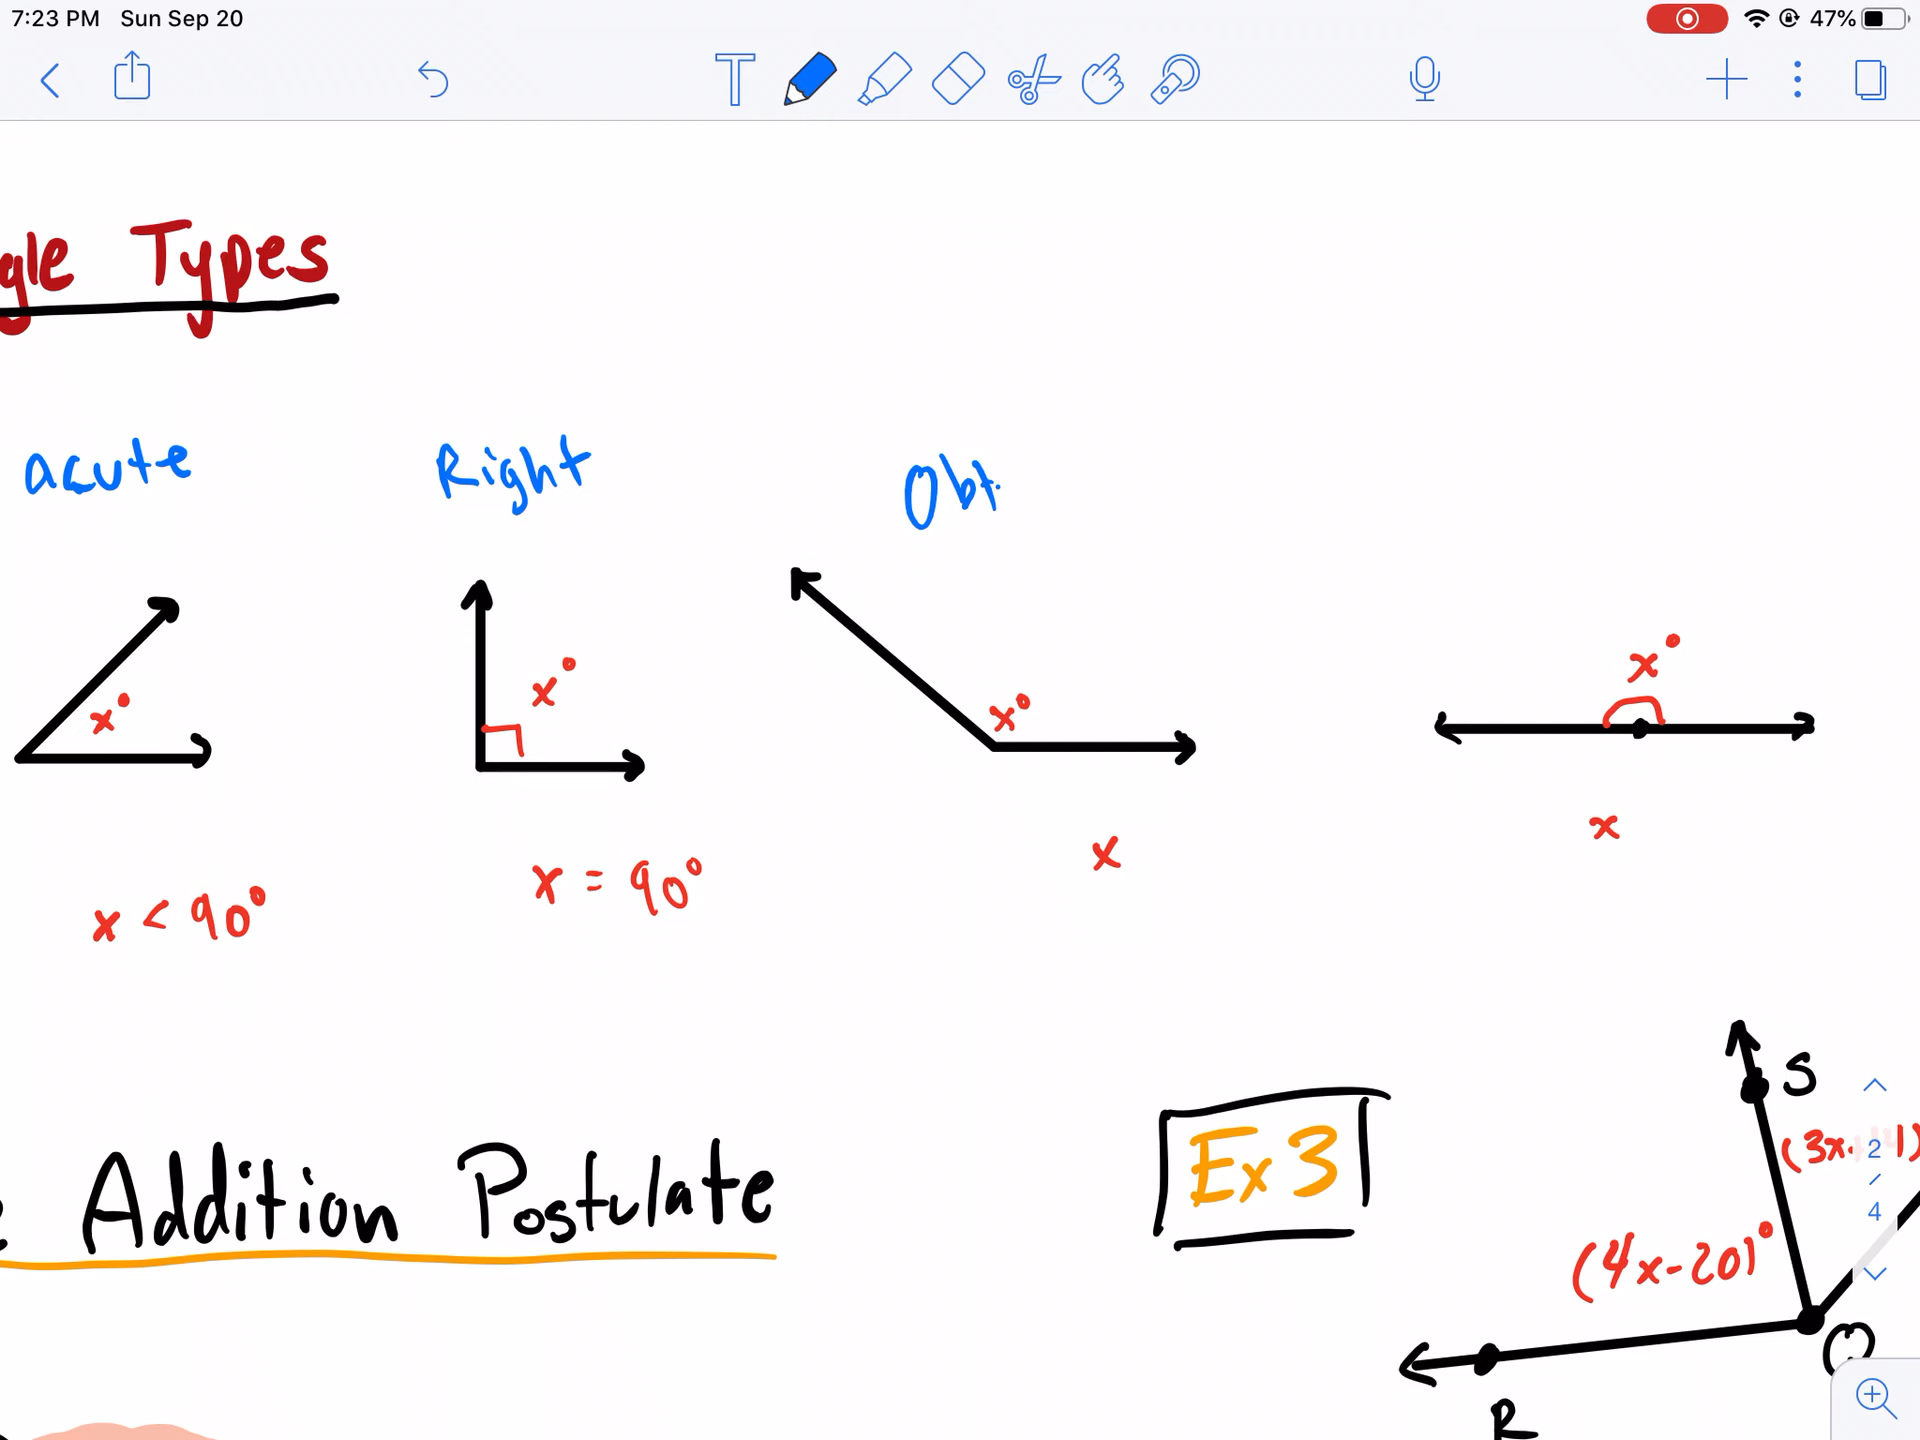 7:23 PM Sun Sep 20
47%
gle Types
acute Right Obt
x°
x°
x°
x°
x < 90°
x = 90°
x
x
Addition Postulate
Ex 3
S
(4x-20)°
2
/
4
R